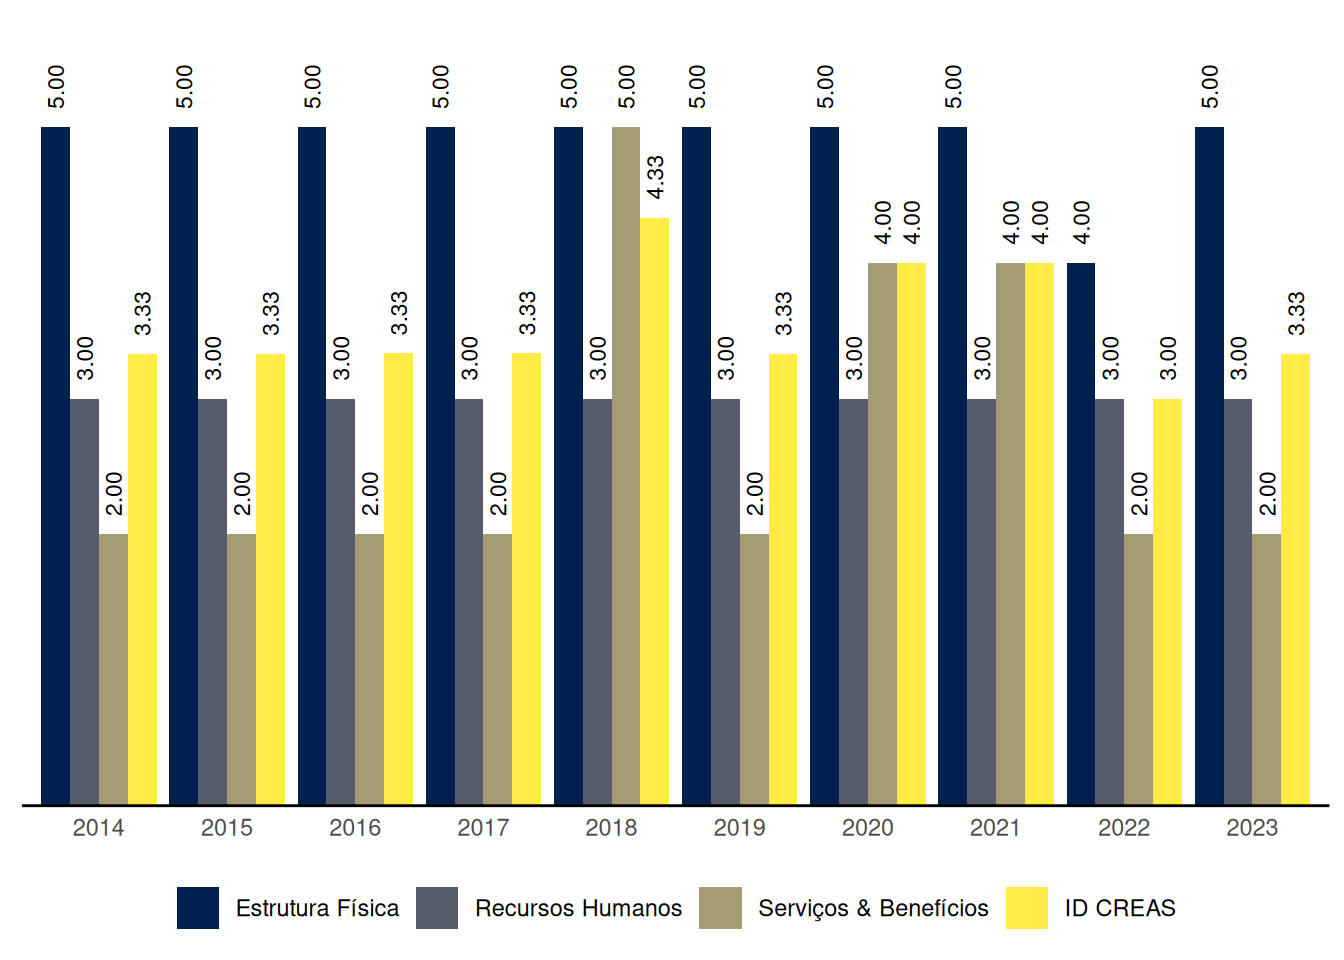 5.00 5.00 5.00 5.00 5.00 5.00 5.00 5.00 5.00 5.00
4.33
4.00 4.00 4.00 4.00 4.00
3.33 3.33 3.33 3.33 3.33 3.33
3.00 3.00 3.00 3.00 3.00 3.00 3.00 3.00 3.00 3.00 3.00
2.00 2.00 2.00 2.00 2.00 2.00 2.00
2014 2015 2016 2017 2018 2019 2020 2021 2022 2023
Estrutura Física Recursos Humanos Serviços & Benefícios ID CREAS